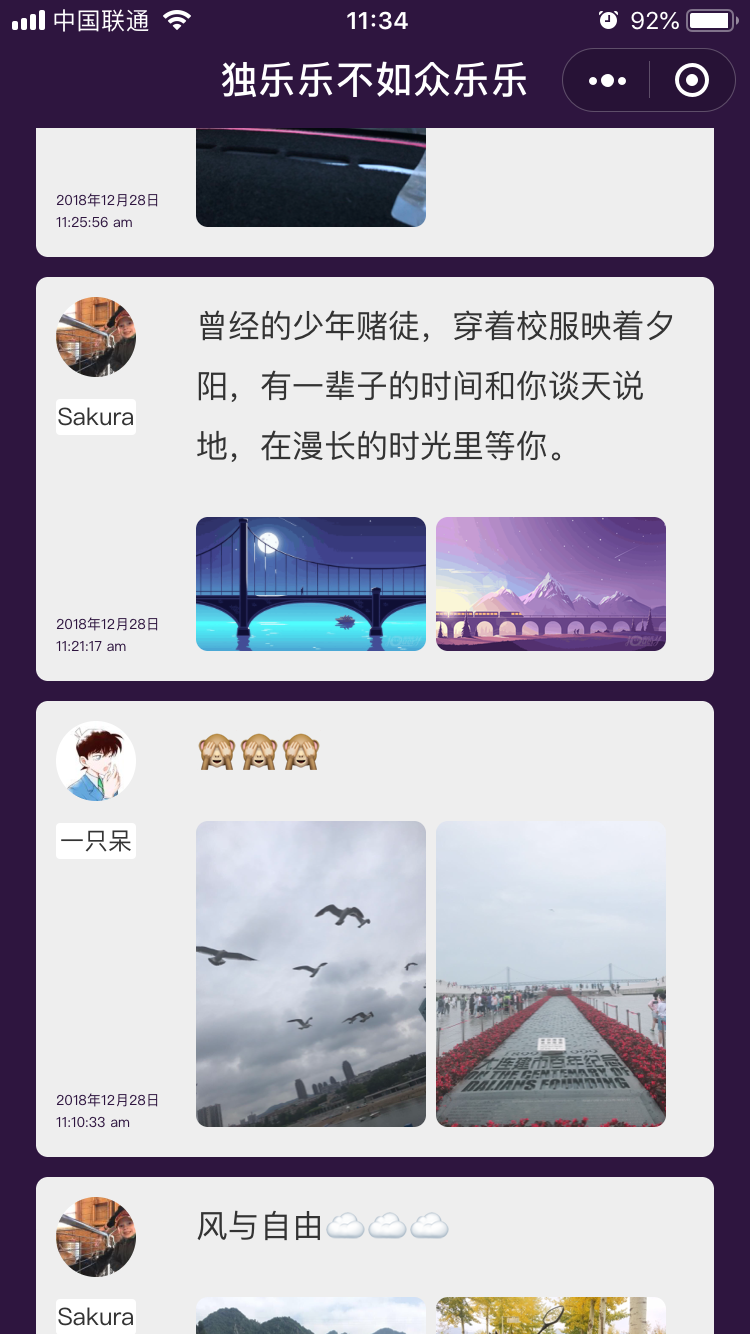 中国联通 11:34 92%
独乐乐不如众乐乐
2018年12月28日
11:25:56 am
曾经的少年赌徒，穿着校服映着夕
阳，有一辈子的时间和你谈天说
地，在漫长的时光里等你。
Sakura
2018年12月28日
11:21:17 am
🙈🙈🙈
一只呆
大连建市百年纪念
ON THE CENTENARY OF
DALIAN'S FOUNDING
2018年12月28日
11:10:33 am
风与自由☁️☁️☁️
Sakura